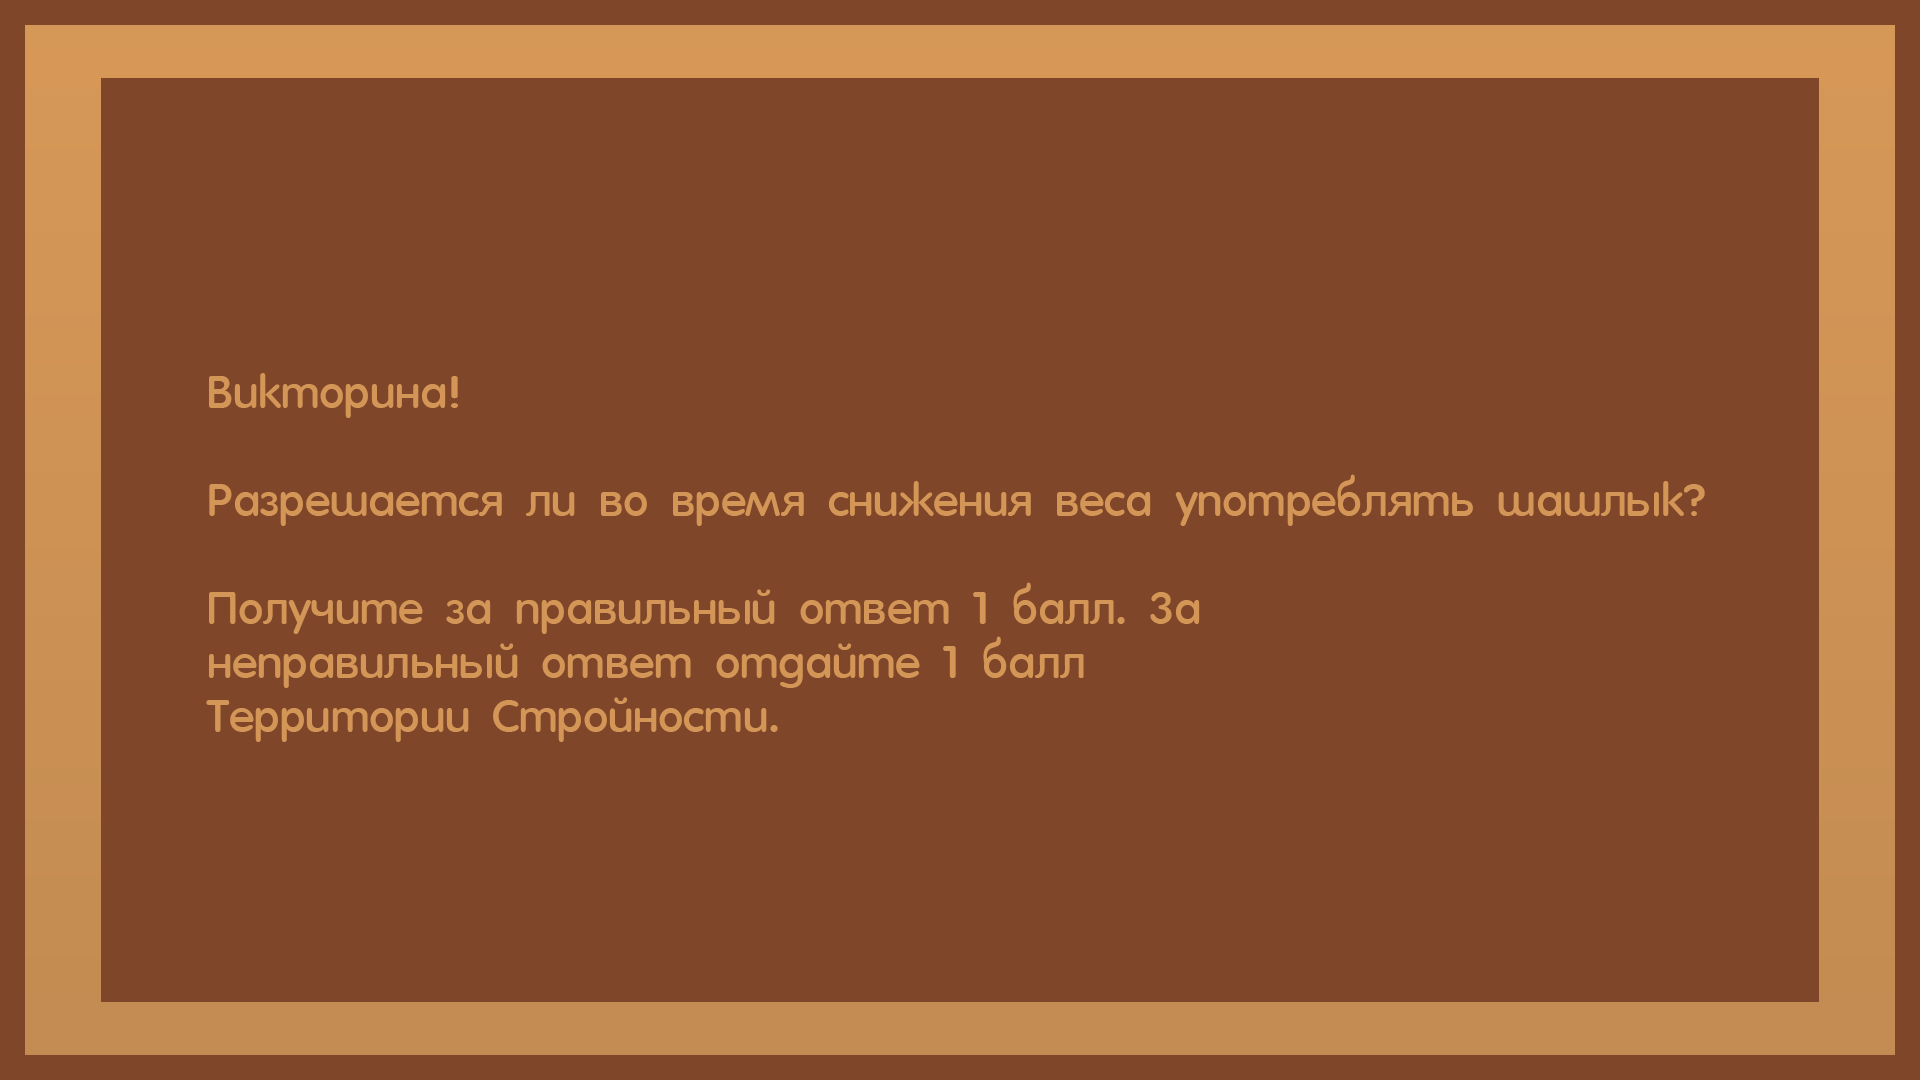 Викторина!
Разрешается ли во время снижения веса употреблять шашлык?
Получите за правильный ответ 1 балл. За
неправильный ответ отдайте 1 балл
Территории Стройности.